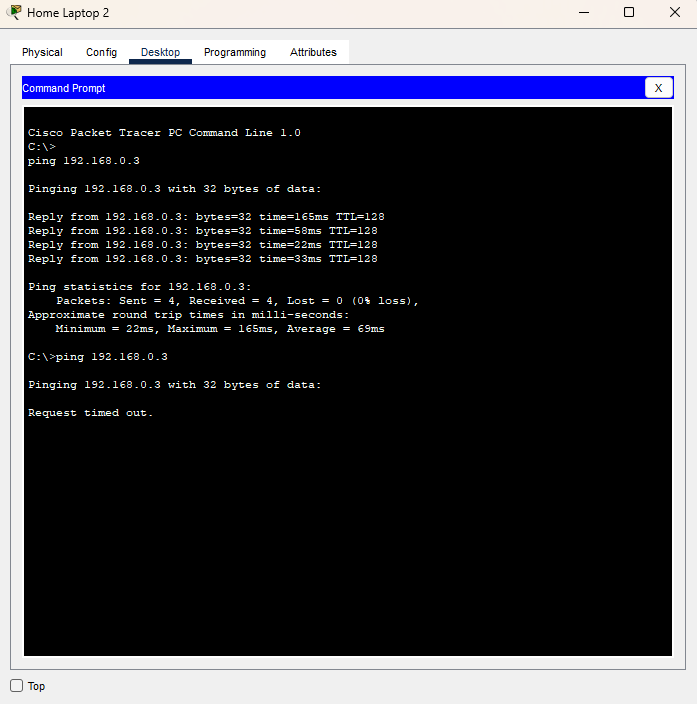 Home Laptop 2
Physical Config Desktop Programming Attributes
Command Prompt X
Cisco Packet Tracer PC Command Line 1.0
C:\>
ping 192.168.0.3
Pinging 192.168.0.3 with 32 bytes of data:
Reply from 192.168.0.3: bytes=32 time=165ms TTL=128
Reply from 192.168.0.3: bytes=32 time=58ms TTL=128
Reply from 192.168.0.3: bytes=32 time=22ms TTL=128
Reply from 192.168.0.3: bytes=32 time=33ms TTL=128
Ping statistics for 192.168.0.3:
Packets: Sent = 4, Received = 4, Lost = 0 (0% loss),
Approximate round trip times in milli-seconds:
Minimum = 22ms, Maximum = 165ms, Average = 69ms
C:\>ping 192.168.0.3
Pinging 192.168.0.3 with 32 bytes of data:
Request timed out.
Top